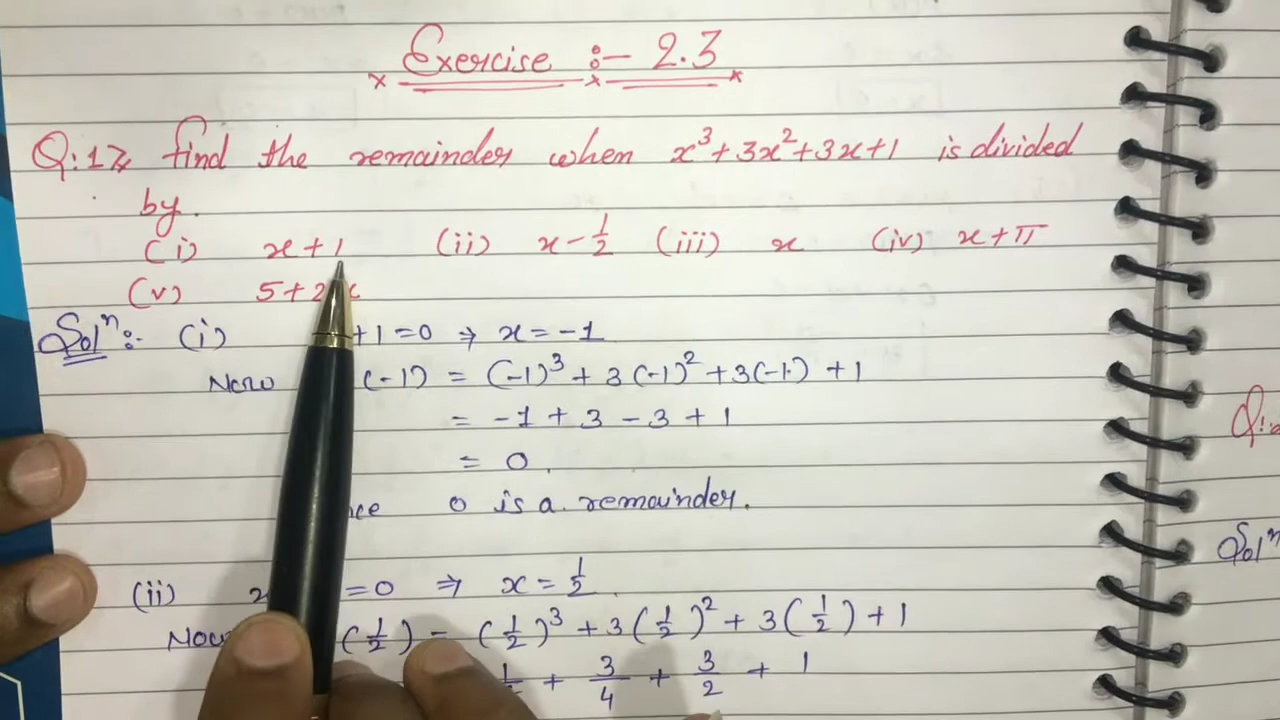 Exercise :- 2.3
Q:1⇒ find the remainder when x³+3x²+3x+1 is divided
by.
(i) x+1 (ii) x-1/2 (iii) x (iv) x+π
(v) 5+2x
Solⁿ:- (i) +1=0 ⇒ x=-1
Now (-1) = (-1)³ + 3(-1)² + 3(-1) + 1
= -1 + 3 - 3 + 1
= 0.
0 is a remainder.
(ii) =0 ⇒ x = 1/2
(1/2) = (1/2)³ + 3(1/2)² + 3(1/2) + 1
+ 3/4 + 3/2 + 1
Solⁿ